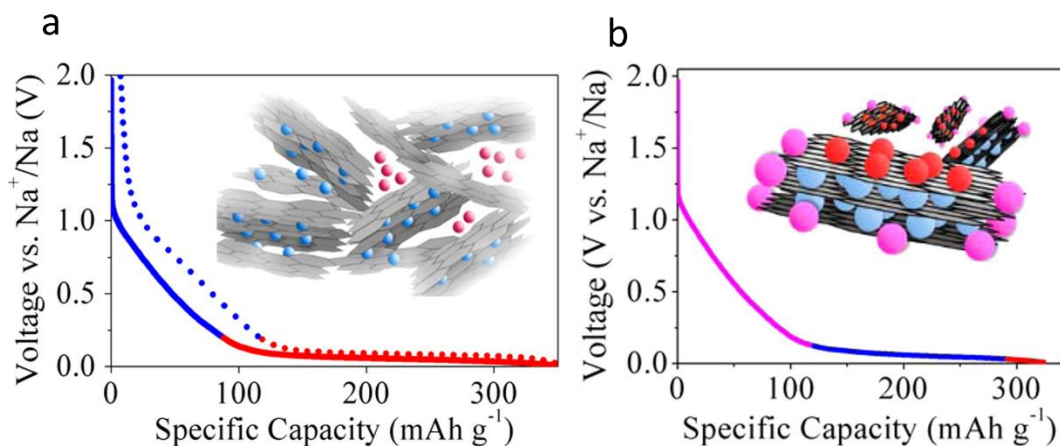 a
Voltage vs. Na⁺/Na (V)
2.0
1.5
1.0
0.5
0.0
0 100 200 300
Specific Capacity (mAh g⁻¹)
b
Voltage (V vs. Na⁺/Na)
2.0
1.5
1.0
0.5
0.0
0 100 200 300
Specific Capacity (mAh g⁻¹)